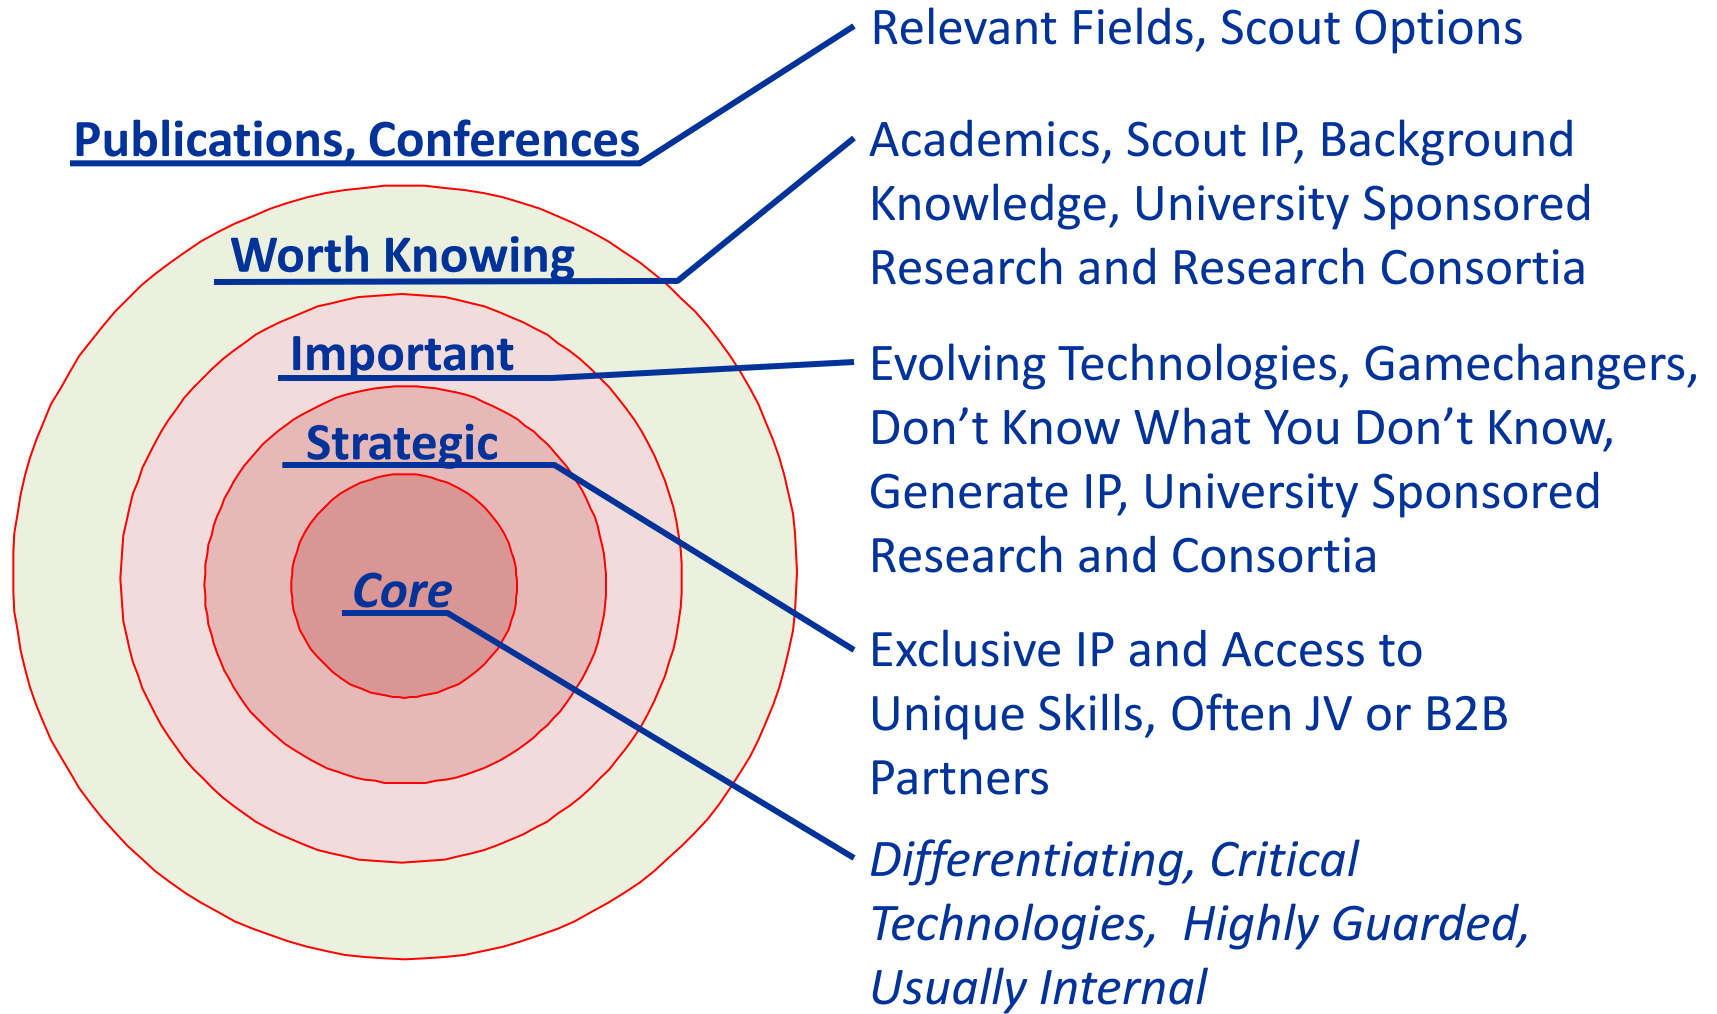 Relevant Fields, Scout Options
Publications, Conferences
Academics, Scout IP, Background
Knowledge, University Sponsored
Research and Research Consortia
Worth Knowing
Important
Evolving Technologies, Gamechangers,
Don’t Know What You Don’t Know,
Generate IP, University Sponsored
Research and Consortia
Strategic
Exclusive IP and Access to
Unique Skills, Often JV or B2B
Partners
Core
Differentiating, Critical
Technologies, Highly Guarded,
Usually Internal